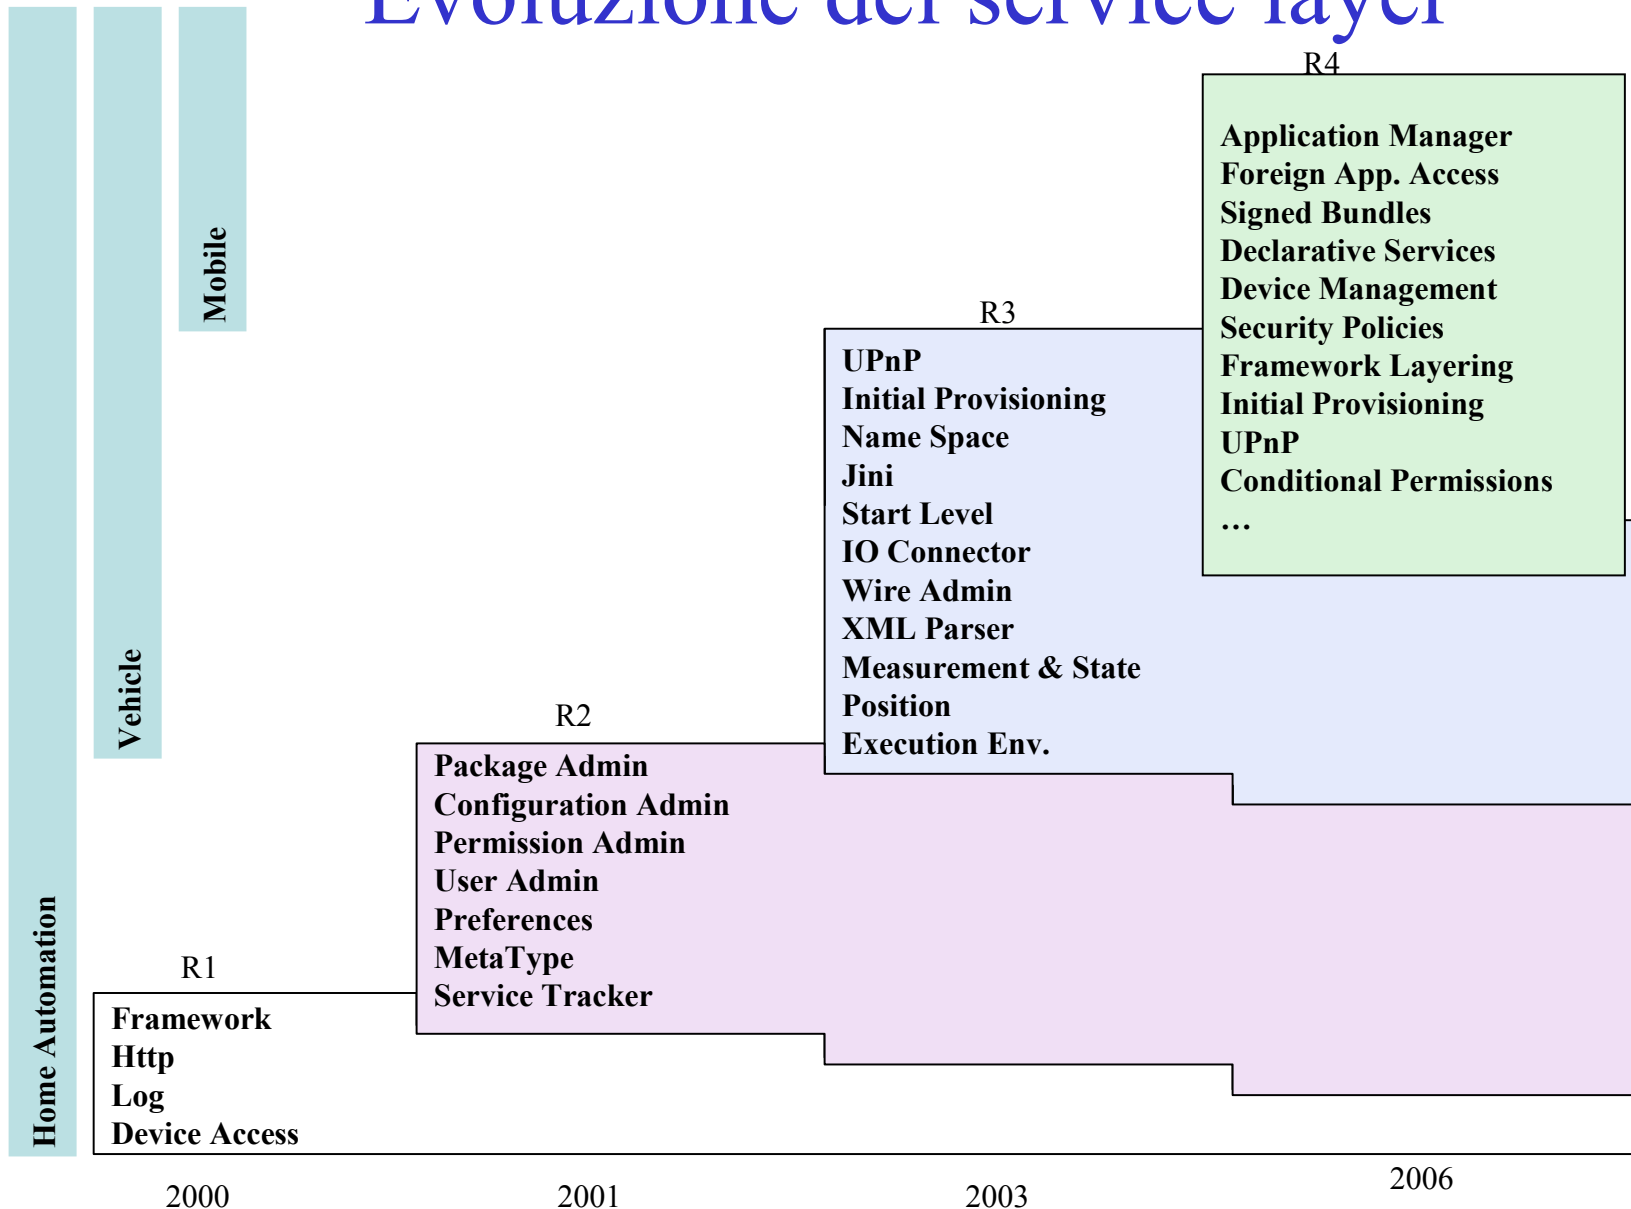 Evoluzione del service layer
R4
Application Manager
Foreign App. Access
Signed Bundles
Declarative Services
Device Management
Security Policies
Framework Layering
Initial Provisioning
UPnP
Conditional Permissions
...
Mobile
R3
UPnP
Initial Provisioning
Name Space
Jini
Start Level
IO Connector
Wire Admin
XML Parser
Measurement & State
Position
Execution Env.
Vehicle
R2
Package Admin
Configuration Admin
Permission Admin
User Admin
Preferences
MetaType
Service Tracker
Home Automation
R1
Framework
Http
Log
Device Access
2000
2001
2003
2006